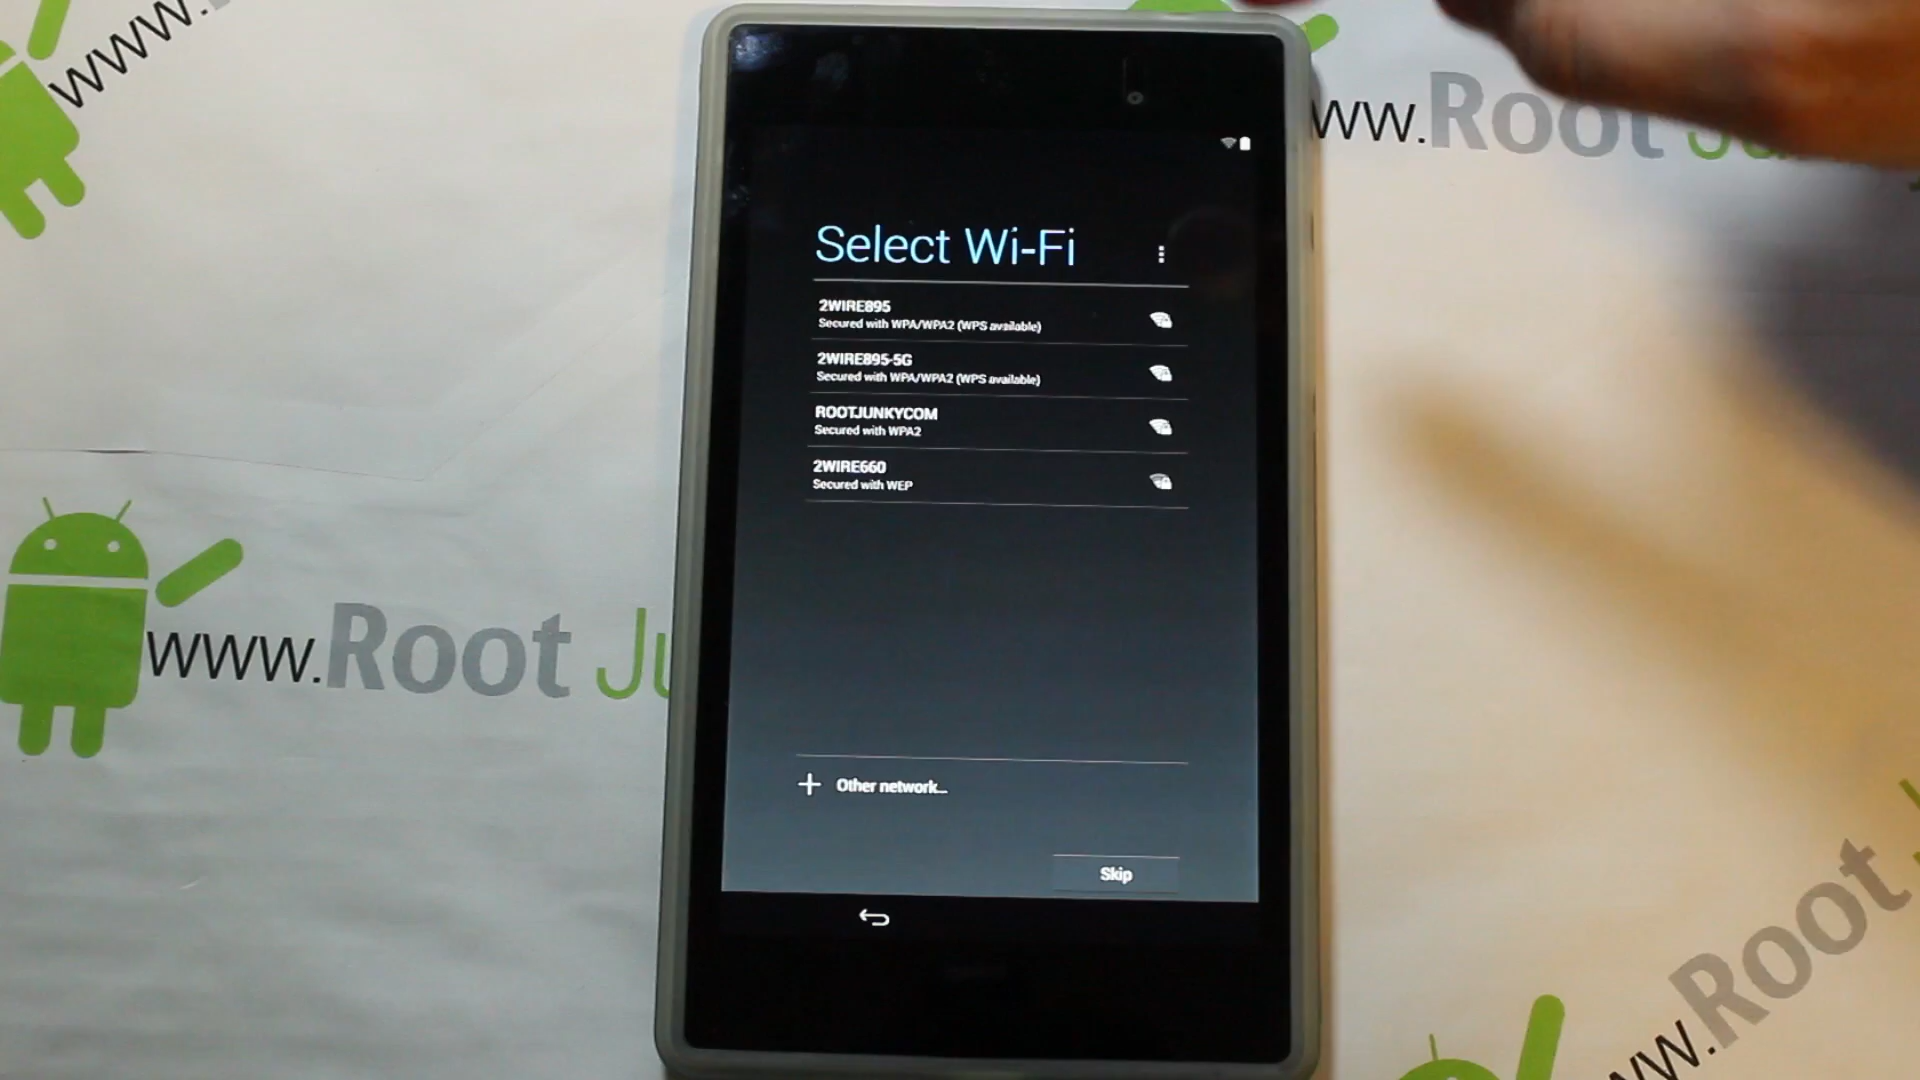 www.
ww.Root Ju
Select Wi-Fi
2WIRE895
Secured with WPA/WPA2 (WPS available)
2WIRE895-5G
Secured with WPA/WPA2 (WPS available)
ROOTJUNKYCOM
Secured with WPA2
2WIRE660
Secured with WEP
www.Root Ju
Other network...
Skip
w.Root